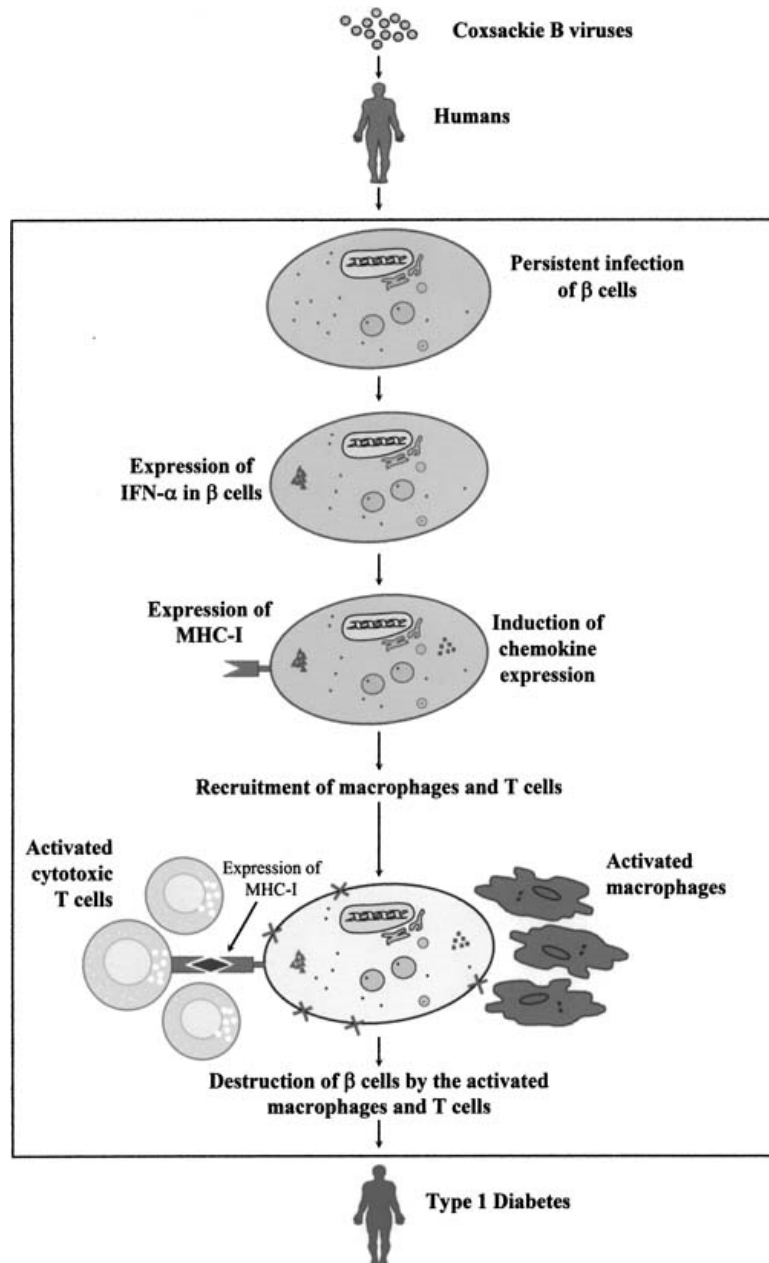 Coxsackie B viruses
Humans
Persistent infection
of β cells
Expression of
IFN-α in β cells
Expression of
MHC-I
Induction of
chemokine
expression
Recruitment of macrophages and T cells
Activated
cytotoxic
T cells
Expression of
MHC-I
Activated
macrophages
Destruction of β cells by the activated
macrophages and T cells
Type 1 Diabetes